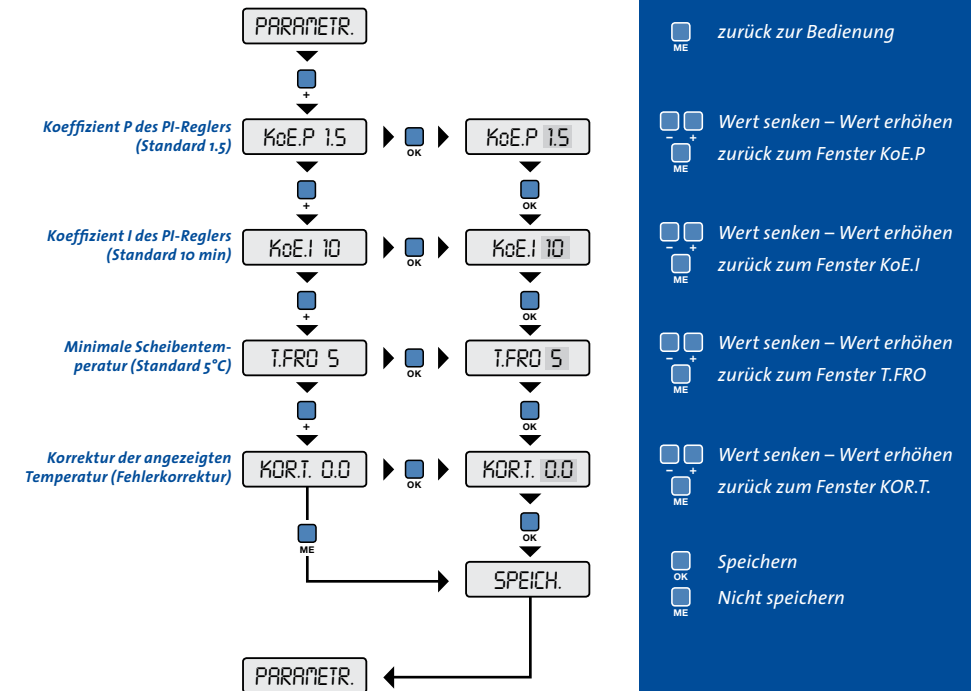 PARAMETR.
ME
zurück zur Bedienung
+
Koeffizient P des PI-Reglers
(Standard 1.5)
KoE.P 1.5
OK
KoE.P 1.5
– +
Wert senken – Wert erhöhen
ME
zurück zum Fenster KoE.P
+
OK
Koeffizient I des PI-Reglers
(Standard 10 min)
KoE.I 10
OK
KoE.I 10
– +
Wert senken – Wert erhöhen
ME
zurück zum Fenster KoE.I
+
OK
Minimale Scheibentem-
peratur (Standard 5°C)
T.FRO 5
OK
T.FRO 5
– +
Wert senken – Wert erhöhen
ME
zurück zum Fenster T.FRO
+
OK
Korrektur der angezeigten
Temperatur (Fehlerkorrektur)
KOR.T. 0.0
OK
KOR.T. 0.0
– +
Wert senken – Wert erhöhen
ME
zurück zum Fenster KOR.T.
ME
OK
SPEICH.
OK
Speichern
ME
Nicht speichern
PARAMETR.